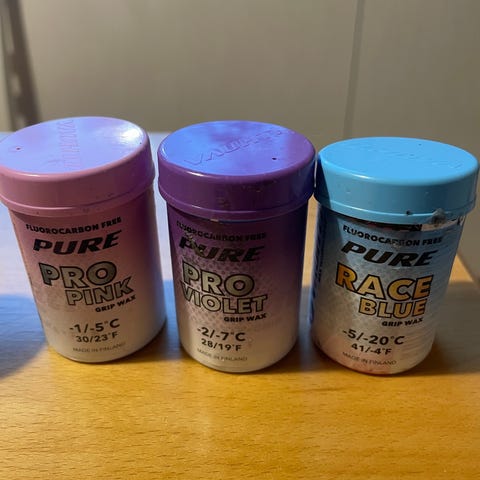 VAUHTI
FLUOROCARBON FREE
PURE
PRO
PINK
GRIP WAX
-1/-5°C
30/23°F
MADE IN FINLAND
VAUHTI
FLUOROCARBON FREE
PURE
PRO
VIOLET
GRIP WAX
-2/-7°C
28/19°F
MADE IN FINLAND
FLUOROCARBON FREE
PURE
RACE
BLUE
GRIP WAX
-5/-20°C
41/-4°F
MADE IN FINLAND